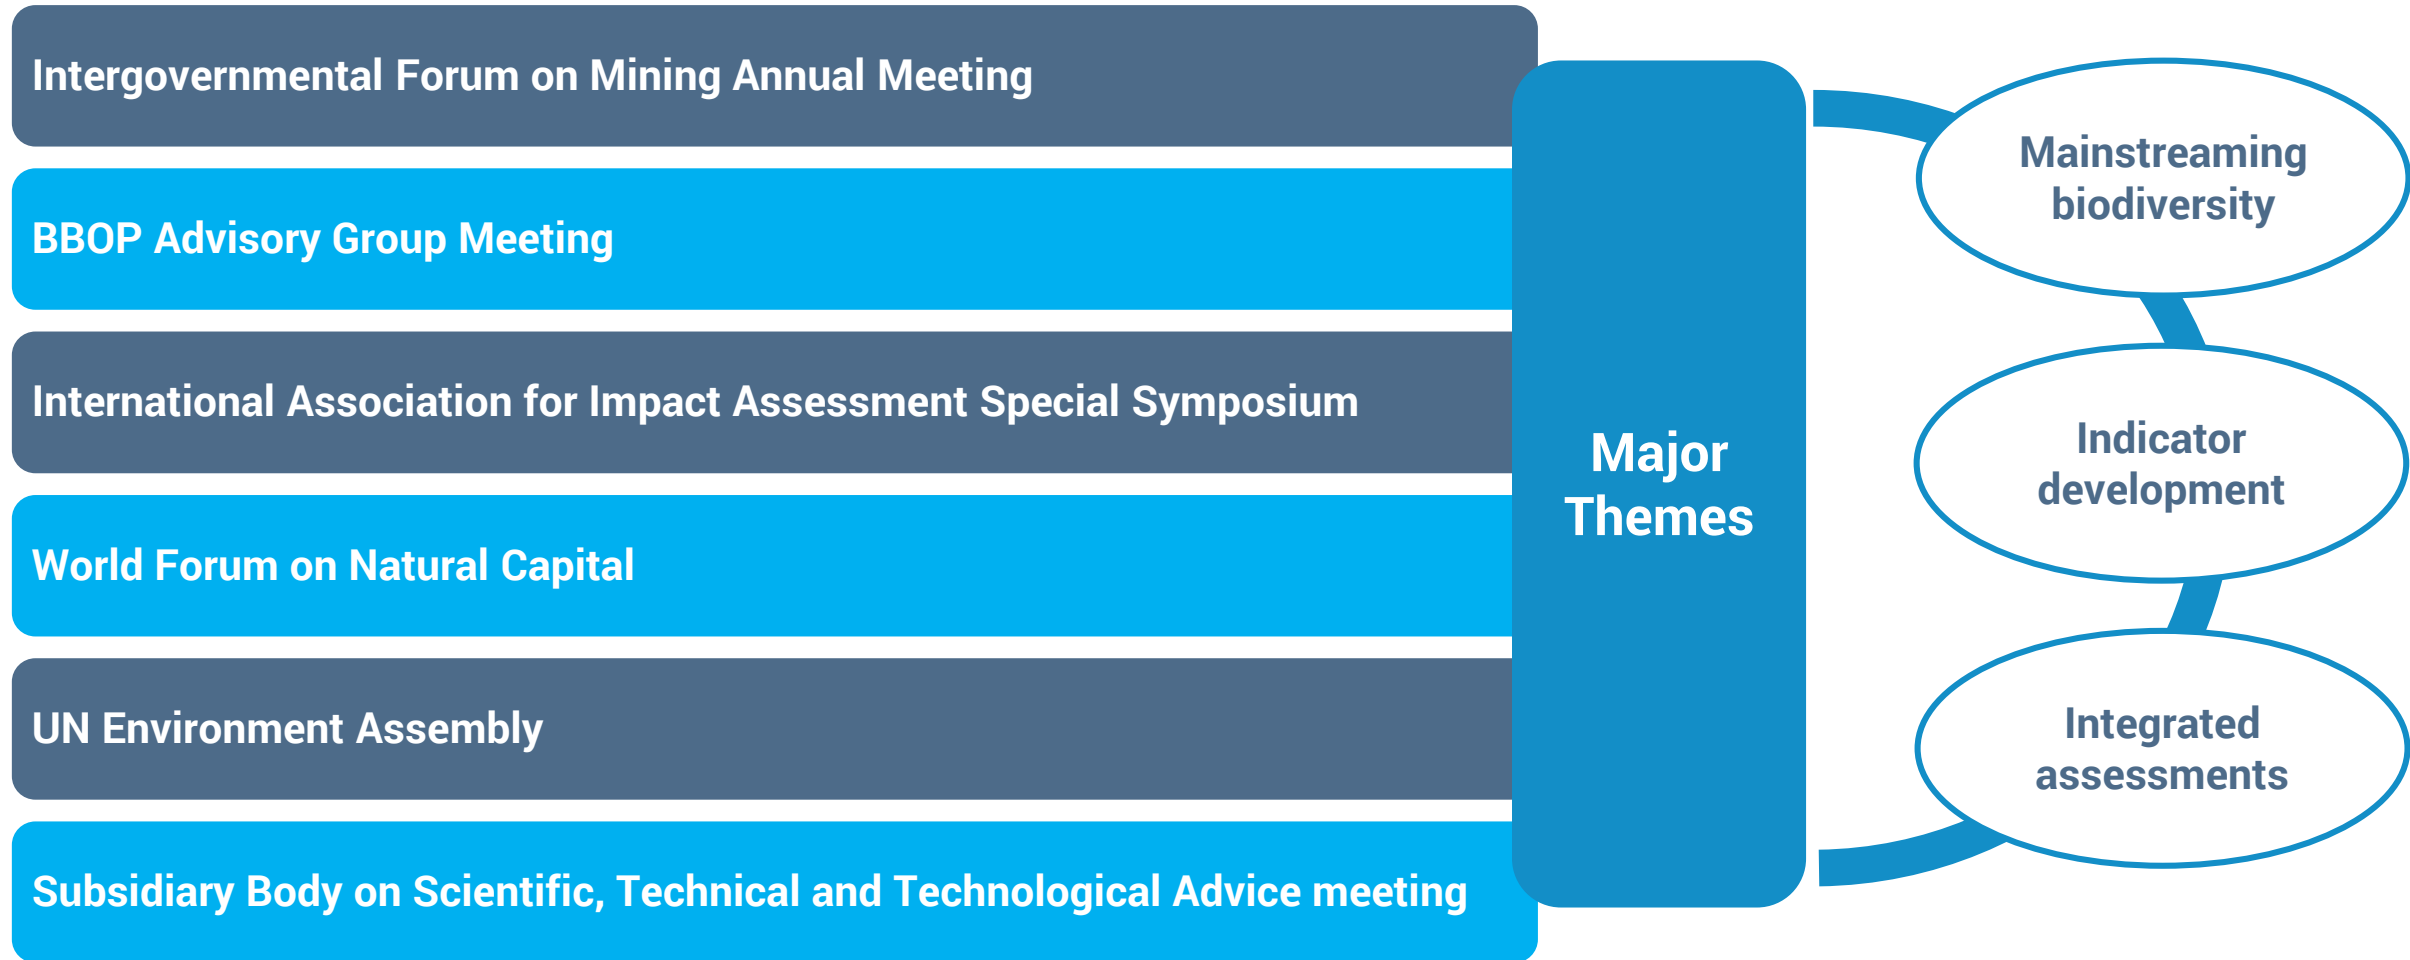 Intergovernmental Forum on Mining Annual Meeting
BBOP Advisory Group Meeting
International Association for Impact Assessment Special Symposium
World Forum on Natural Capital
UN Environment Assembly
Subsidiary Body on Scientific, Technical and Technological Advice meeting
Major
Themes
Mainstreaming
biodiversity
Indicator
development
Integrated
assessments